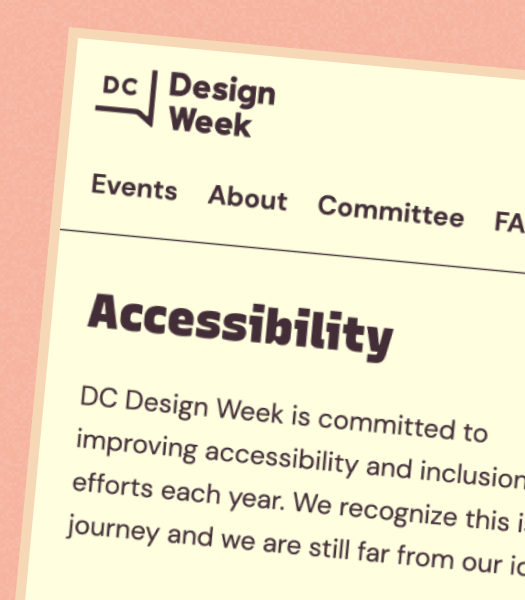 DC
Design
Week
Events About Committee FA
Accessibility
DC Design Week is committed to
improving accessibility and inclusion
efforts each year. We recognize this i
journey and we are still far from our i